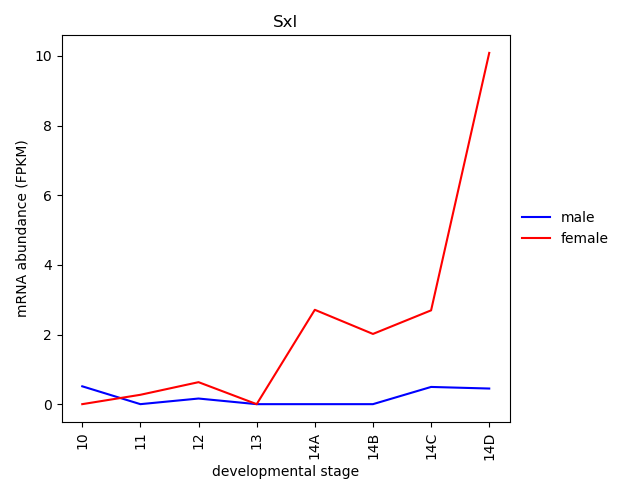 Sxl
10
8
6
4
2
0
mRNA abundance (FPKM)
10 11 12 13 14A 14B 14C 14D
developmental stage
male
female